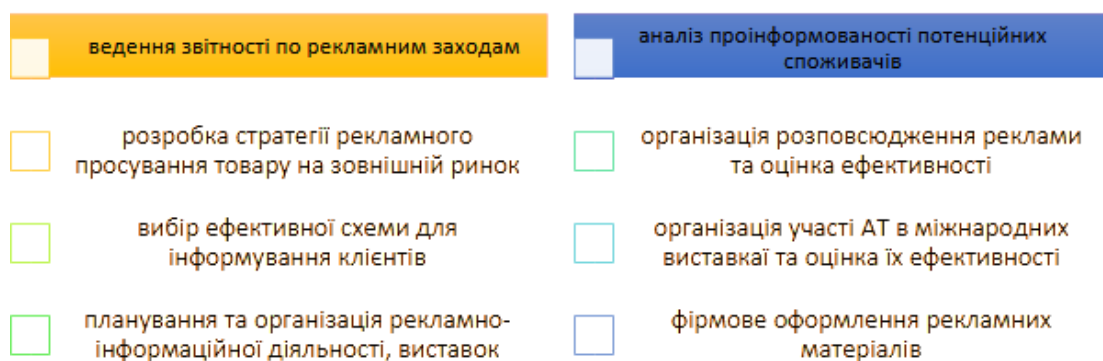 ведення звітності по рекламним заходам
розробка стратегії рекламного
просування товару на зовнішній ринок
вибір ефективної схеми для
інформування клієнтів
планування та організація рекламно-
інформаційної діяльності, виставок
аналіз проінформованості потенційних
споживачів
організація розповсюдження реклами
та оцінка ефективності
організація участі АТ в міжнародних
виставкаї та оцінка їх ефективності
фірмове оформлення рекламних
матеріалів